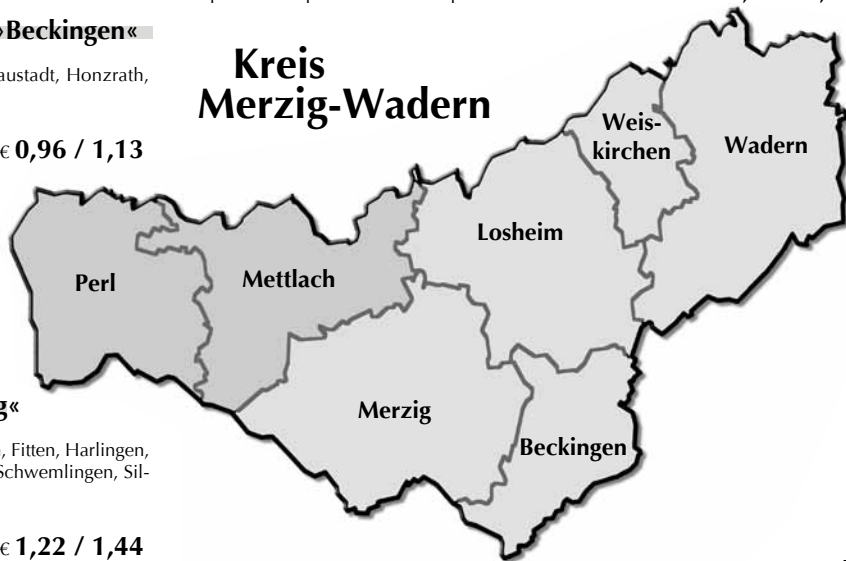 »Beckingen«
Honzrath,
€ 0,96 / 1,13
Kreis
Merzig-Wadern
Weis-
kirchen
Wadern
Losheim
Perl
Mettlach
Merzig
Beckingen
Fitten, Harlingen,
Schwemlingen, Sil-
€ 1,22 / 1,44